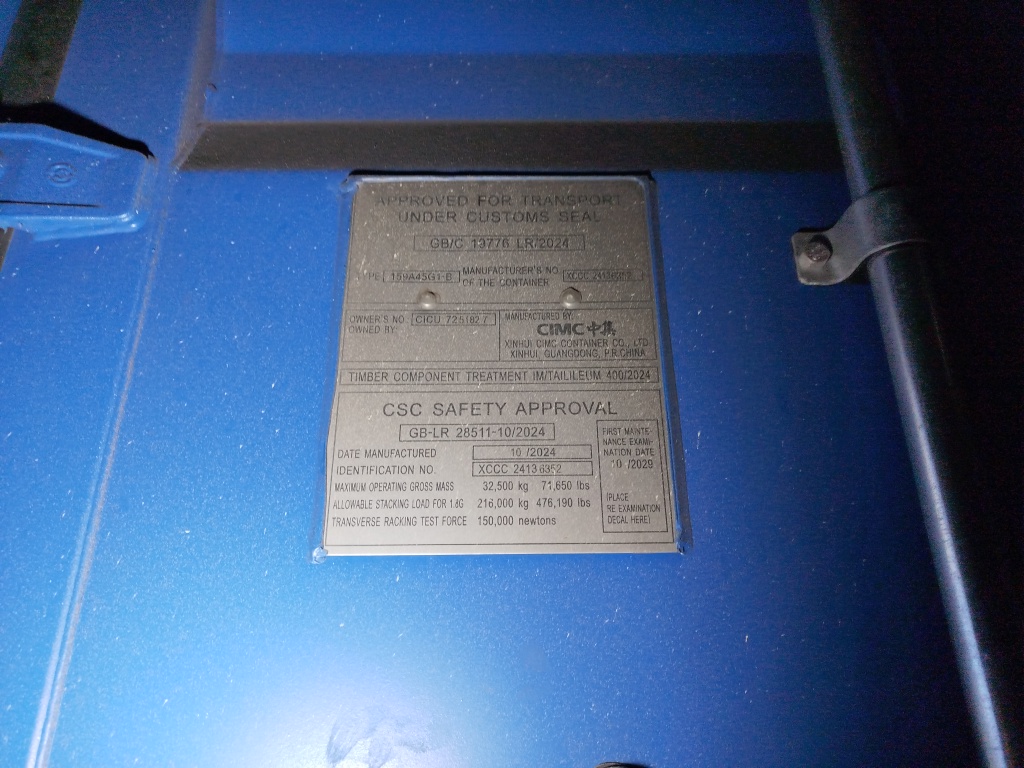 APPROVED FOR TRANSPORT
UNDER CUSTOMS SEAL
GB/C 13776 LR/2024
TYPE 159A45G1-B MANUFACTURER'S NO.
OF THE CONTAINER XCCC 2413
OWNER'S NO. CICU 725182 7
OWNED BY:
MANUFACTURED BY:
CIMC 中集
XINHUI CIMC CONTAINER CO., LTD
XINHUI, GUANGDONG, P.R.CHINA
TIMBER COMPONENT TREATMENT IM/TAILILEUM 400/2024
CSC SAFETY APPROVAL
GB-LR 28511-10/2024
DATE MANUFACTURED 10 /2024
IDENTIFICATION NO. XCCC 2413 6352
MAXIMUM OPERATING GROSS MASS 32,500 kg 71,650 lbs
ALLOWABLE STACKING LOAD FOR 1.8G 216,000 kg 476,190 lbs
TRANSVERSE RACKING TEST FORCE 150,000 newtons
FIRST MAINTE-
NANCE EXAMI-
NATION DATE
10 /2029
(PLACE
RE EXAMINATION
DECAL HERE)